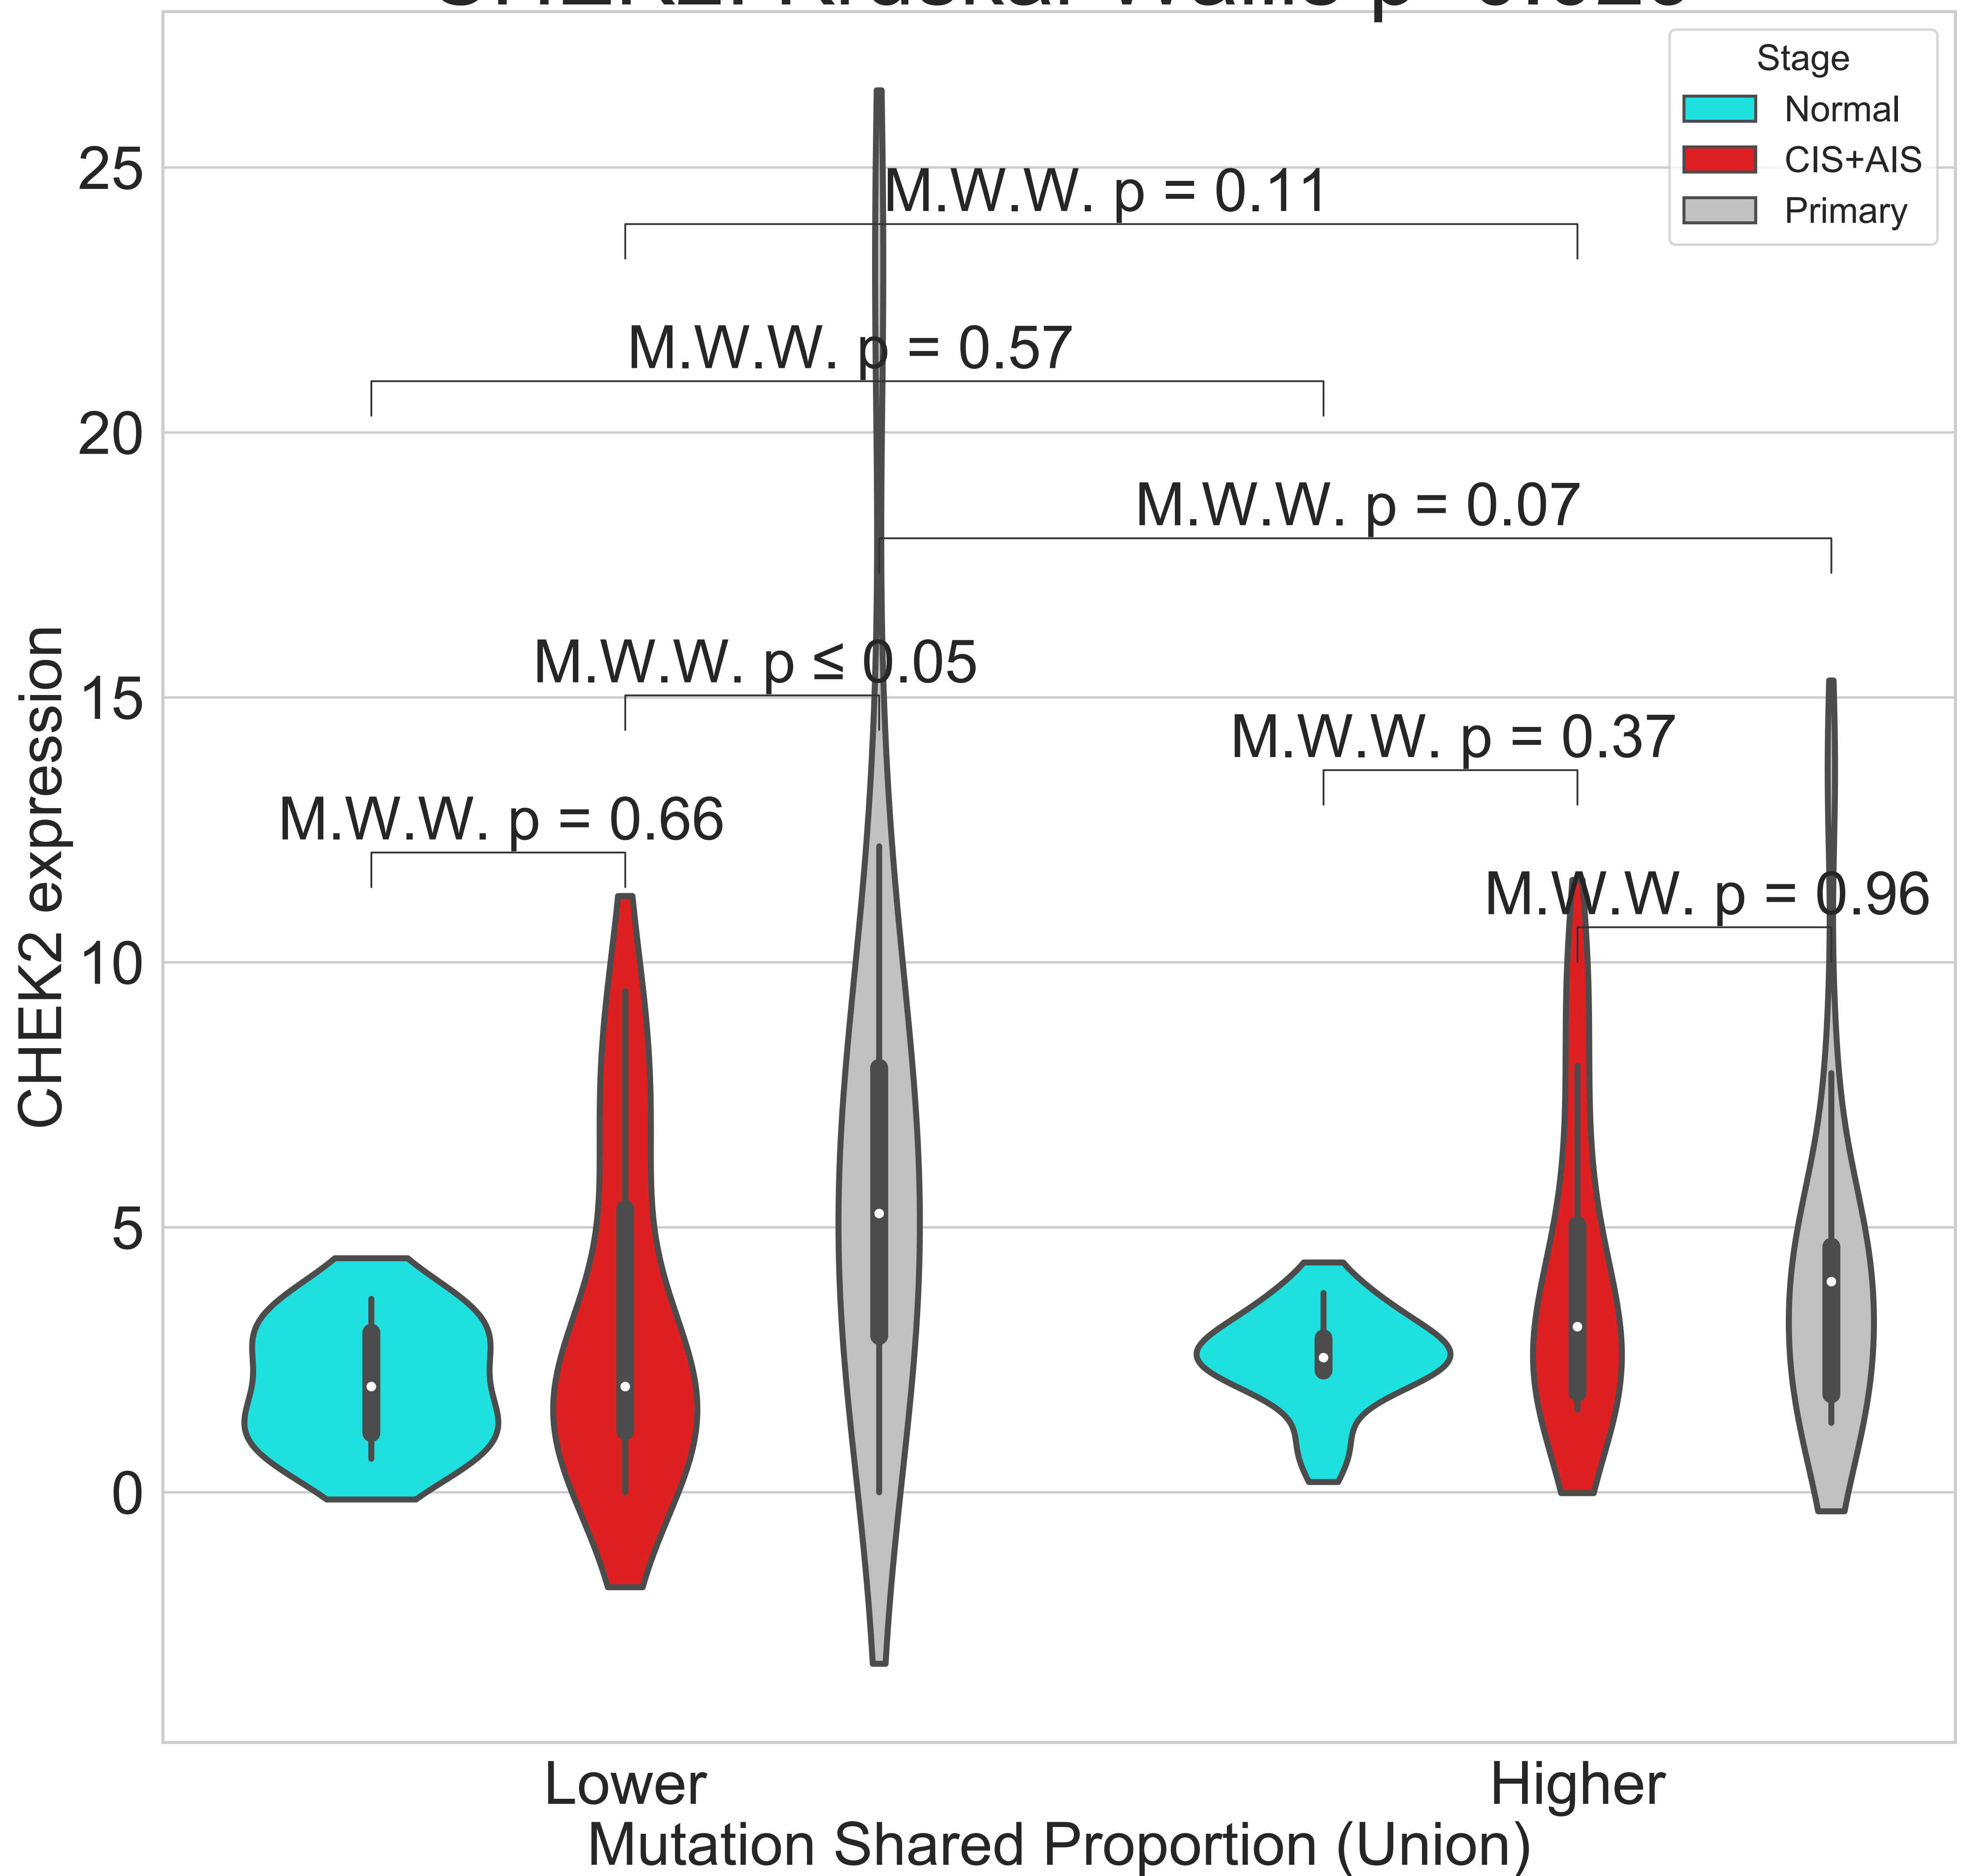 Stage
Normal
CIS+AIS
Primary
25
20
15
10
5
0
CHEK2 expression
M.W.W. p = 0.11
M.W.W. p = 0.57
M.W.W. p = 0.07
M.W.W. p ≤ 0.05
M.W.W. p = 0.37
M.W.W. p = 0.66
M.W.W. p = 0.96
Lower
Higher
Mutation Shared Proportion (Union)